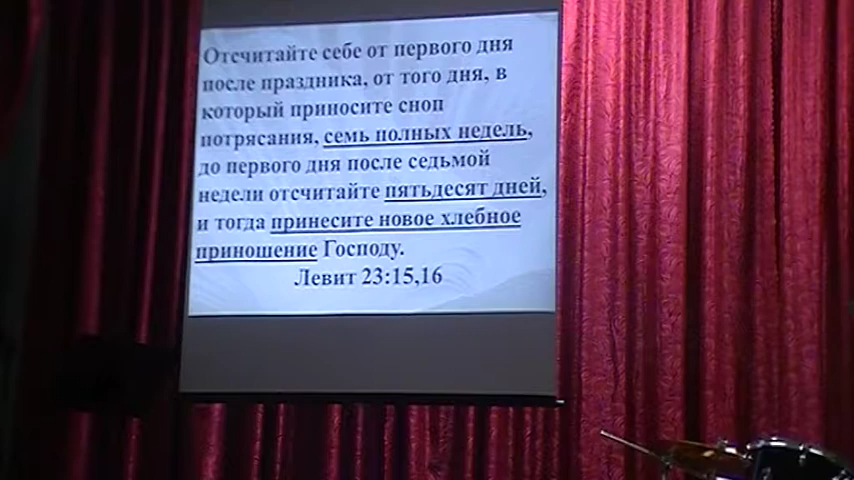 Отсчитайте себе от первого дня
после праздника, от того дня, в
который приносите сноп
потрясания, семь полных недель,
до первого дня после седьмой
недели отсчитайте пятьдесят дней,
и тогда принесите новое хлебное
приношение Господу.
Левит 23:15,16